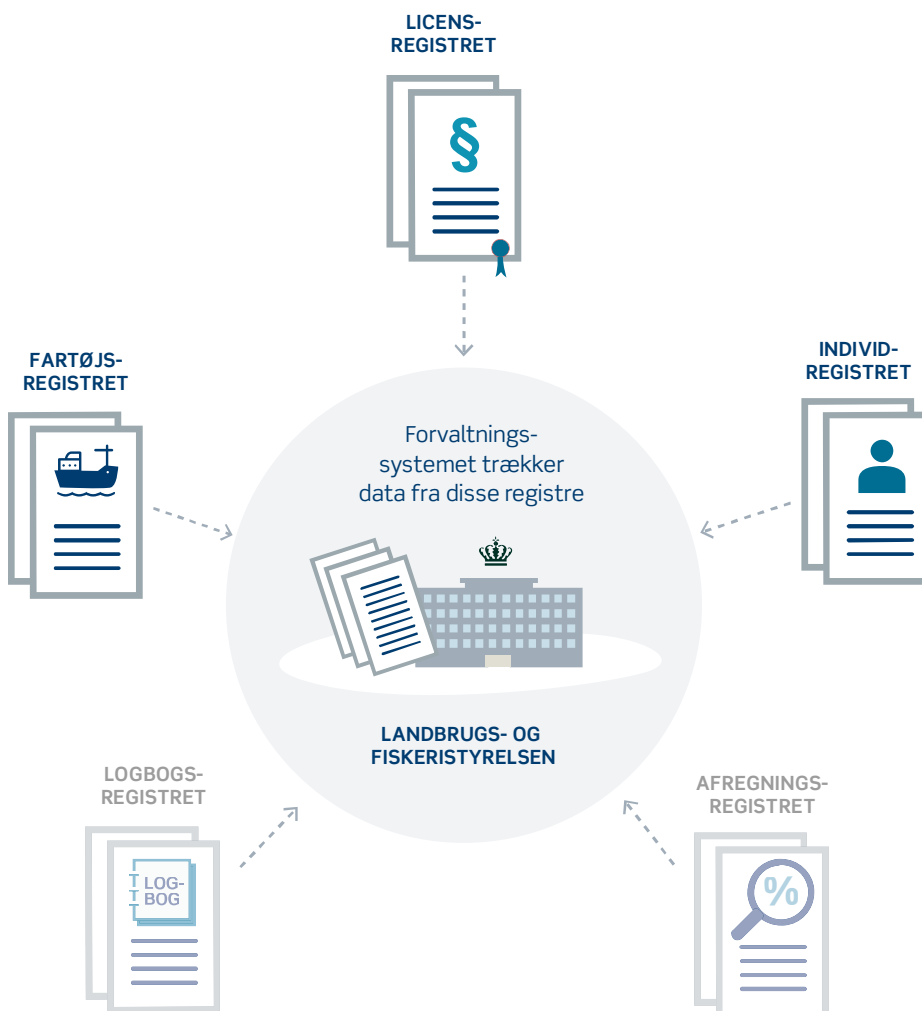 LICENS-
REGISTRET
§
FARTØJS-
REGISTRET
INDIVID-
REGISTRET
Forvaltnings-
systemet trækker
data fra disse registre
LANDBRUGS- OG
FISKERISTYRELSEN
LOGBOGS-
REGISTRET
LOG-
BOG
AFREGNINGS-
REGISTRET
%